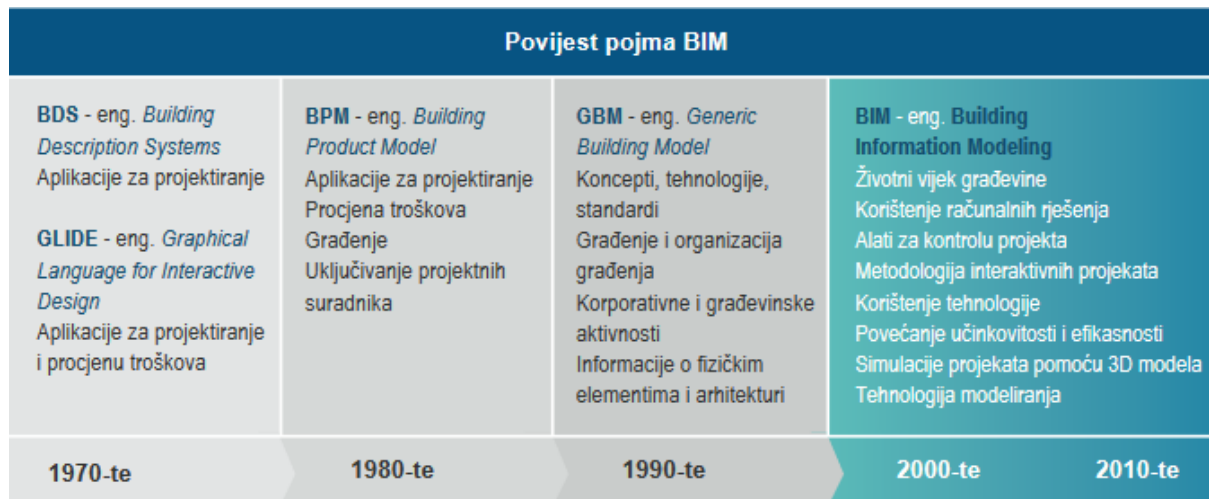 Povijest pojma BIM
BDS - eng. Building
Description Systems
Aplikacije za projektiranje
GLIDE - eng. Graphical
Language for Interactive
Design
Aplikacije za projektiranje
i procjenu troškova
BPM - eng. Building
Product Model
Aplikacije za projektiranje
Procjena troškova
Građenje
Uključivanje projektnih
suradnika
GBM - eng. Generic
Building Model
Koncepti, tehnologije,
standardi
Građenje i organizacija
građenja
Korporativne i građevinske
aktivnosti
Informacije o fizičkim
elementima i arhitekturi
BIM - eng. Building
Information Modeling
Životni vijek građevine
Korištenje računalnih rješenja
Alati za kontrolu projekta
Metodologija interaktivnih projekata
Korištenje tehnologije
Povećanje učinkovitosti i efikasnosti
Simulacije projekata pomoću 3D modela
Tehnologija modeliranja
1970-te
1980-te
1990-te
2000-te
2010-te